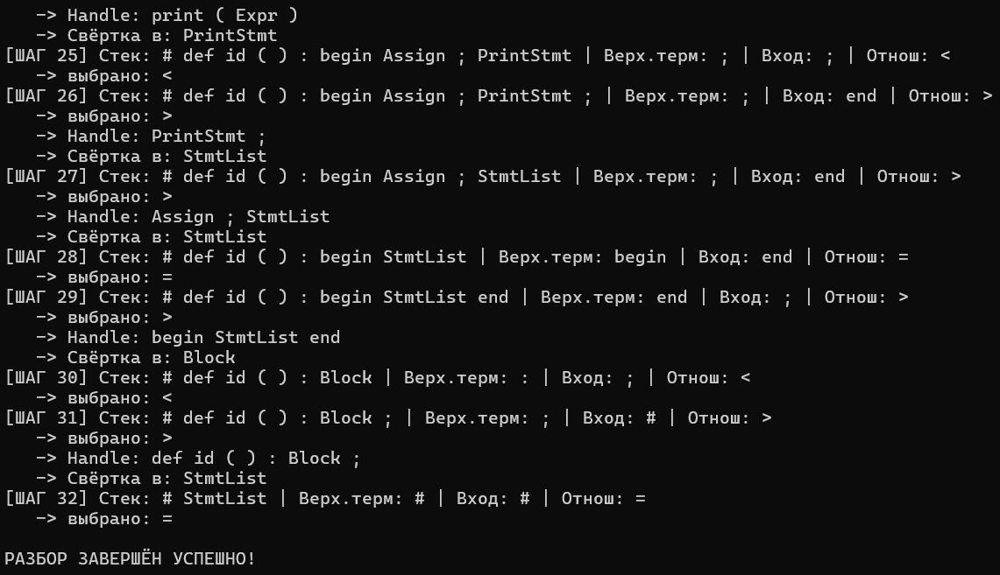 -> Handle: print ( Expr )
-> Свёртка в: PrintStmt
[ШАГ 25] Стек: # def id ( ) : begin Assign ; PrintStmt | Верх.терм: ; | Вход: ; | Отнош: <
-> выбрано: <
[ШАГ 26] Стек: # def id ( ) : begin Assign ; PrintStmt ; | Верх.терм: ; | Вход: end | Отнош: >
-> выбрано: >
-> Handle: PrintStmt ;
-> Свёртка в: StmtList
[ШАГ 27] Стек: # def id ( ) : begin Assign ; StmtList | Верх.терм: ; | Вход: end | Отнош: >
-> выбрано: >
-> Handle: Assign ; StmtList
-> Свёртка в: StmtList
[ШАГ 28] Стек: # def id ( ) : begin StmtList | Верх.терм: begin | Вход: end | Отнош: =
-> выбрано: =
[ШАГ 29] Стек: # def id ( ) : begin StmtList end | Верх.терм: end | Вход: ; | Отнош: >
-> выбрано: >
-> Handle: begin StmtList end
-> Свёртка в: Block
[ШАГ 30] Стек: # def id ( ) : Block | Верх.терм: : | Вход: ; | Отнош: <
-> выбрано: <
[ШАГ 31] Стек: # def id ( ) : Block ; | Верх.терм: ; | Вход: # | Отнош: >
-> выбрано: >
-> Handle: def id ( ) : Block ;
-> Свёртка в: StmtList
[ШАГ 32] Стек: # StmtList | Верх.терм: # | Вход: # | Отнош: =
-> выбрано: =
РАЗБОР ЗАВЕРШЁН УСПЕШНО!